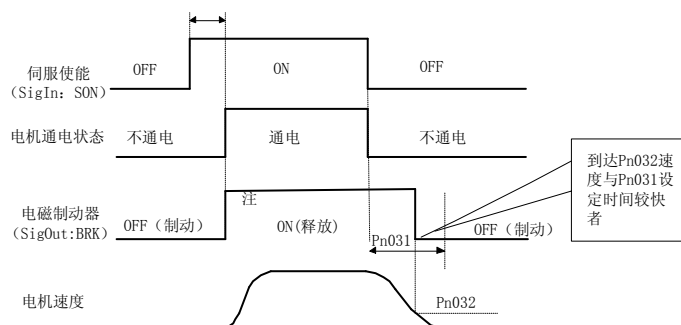 伺服使能
(SigIn: SON)
OFF
ON
OFF
电机通电状态
不通电
通电
不通电
到达Pn032速
度与Pn031设
定时间较快
者
注
电磁制动器
(SigOut:BRK)
OFF（制动）
ON(释放)
Pn031
OFF（制动）
电机速度
Pn032